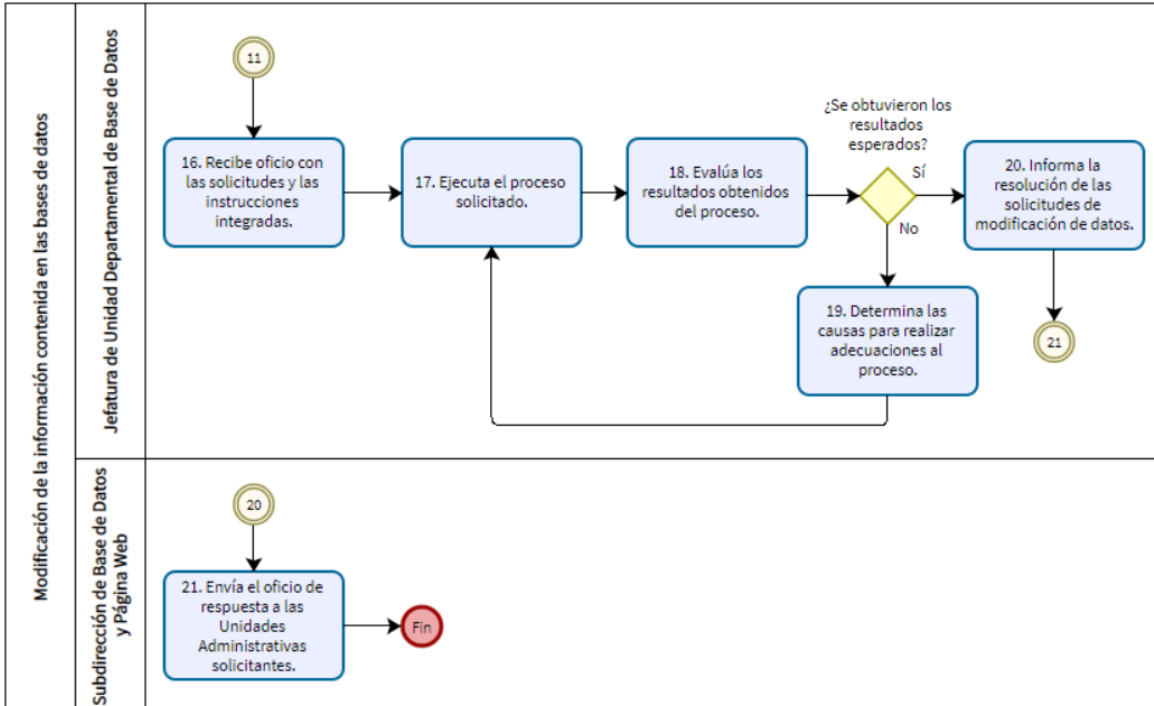 Modificación de la información contenida en las bases de datos
Jefatura de Unidad Departamental de Base de Datos
11
16. Recibe oficio con
las solicitudes y las
instrucciones
integradas.
17. Ejecuta el proceso
solicitado.
18. Evalúa los
resultados obtenidos
del proceso.
¿Se obtuvieron los
resultados
esperados?
Sí
No
20. Informa la
resolución de las
solicitudes de
modificación de datos.
19. Determina las
causas para realizar
adecuaciones al
proceso.
21
Subdirección de Base de Datos
y Página Web
20
21. Envía el oficio de
respuesta a las
Unidades
Administrativas
solicitantes.
Fin